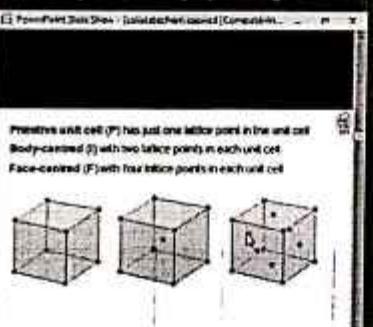 PowerPoint Slide Show - [
Primitive unit cell (P) has just one lattice point in the unit cell
Body-centred (I) with two lattice points in each unit cell
Face-centred (F) with four lattice points in each unit cell